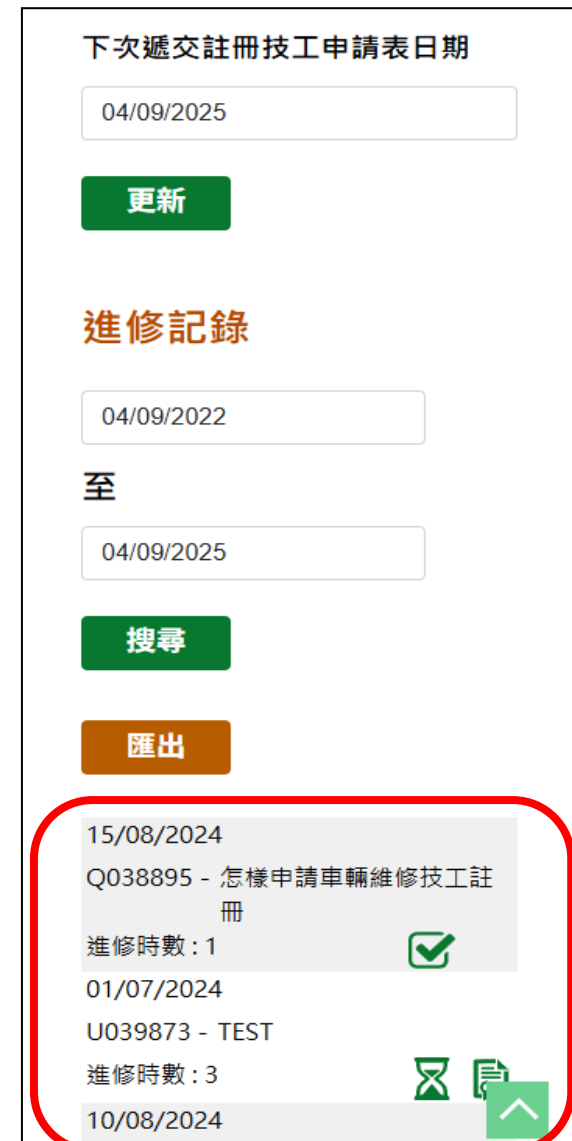 下次遞交註冊技工申請表日期
04/09/2025
更新
進修記錄
04/09/2022
至
04/09/2025
搜尋
匯出
15/08/2024
Q038895 - 怎樣申請車輛維修技工註
冊
進修時數 : 1
01/07/2024
U039873 - TEST
進修時數 : 3
10/08/2024